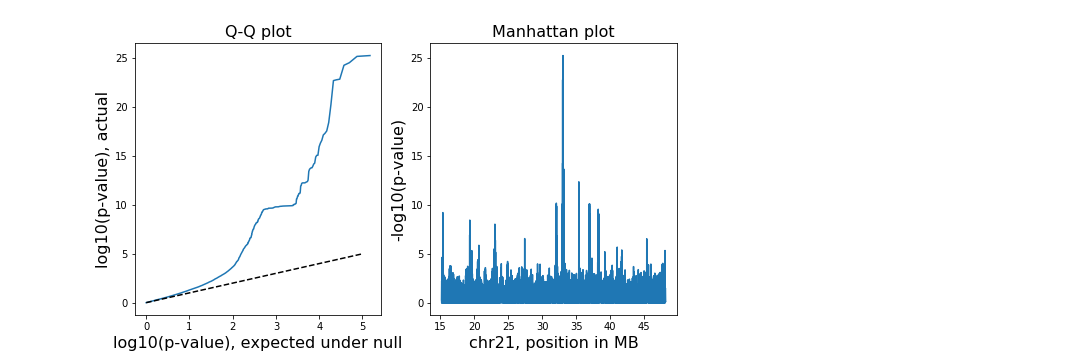 Q-Q plot
Manhattan plot
log10(p-value), actual
25
20
15
10
5
0
0 1 2 3 4 5
log10(p-value), expected under null
-log10(p-value)
25
20
15
10
5
0
15 20 25 30 35 40 45
chr21, position in MB